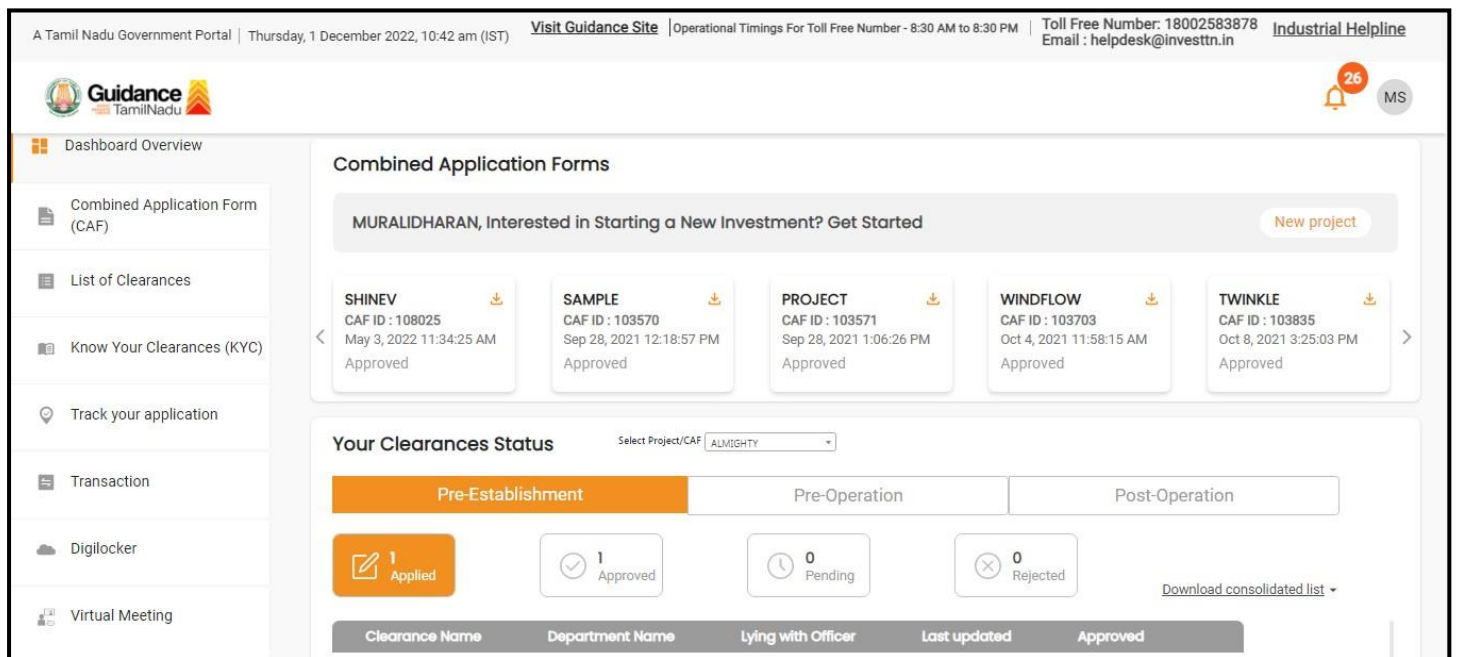 A Tamil Nadu Government Portal | Thursday, 1 December 2022, 10:42 am (IST) Visit Guidance Site | Operational Timings For Toll Free Number - 8:30 AM to 8:30 PM | Toll Free Number: 18002583878 Industrial Helpline
Email : helpdesk@investtn.in
Guidance
TamilNadu
26
MS
Dashboard Overview
Combined Application Form
(CAF)
List of Clearances
Know Your Clearances (KYC)
Track your application
Transaction
Digilocker
Virtual Meeting
Combined Application Forms
MURALIDHARAN, Interested in Starting a New Investment? Get Started New project
SHINEV
CAF ID : 108025
May 3, 2022 11:34:25 AM
Approved
SAMPLE
CAF ID : 103570
Sep 28, 2021 12:18:57 PM
Approved
PROJECT
CAF ID : 103571
Sep 28, 2021 1:06:26 PM
Approved
WINDFLOW
CAF ID : 103703
Oct 4, 2021 11:58:15 AM
Approved
TWINKLE
CAF ID : 103835
Oct 8, 2021 3:25:03 PM
Approved
Your Clearances Status Select Project/CAF ALMIGHTY
Pre-Establishment Pre-Operation Post-Operation
1
Applied
1
Approved
0
Pending
0
Rejected
Download consolidated list
Clearance Name Department Name Lying with Officer Last updated Approved